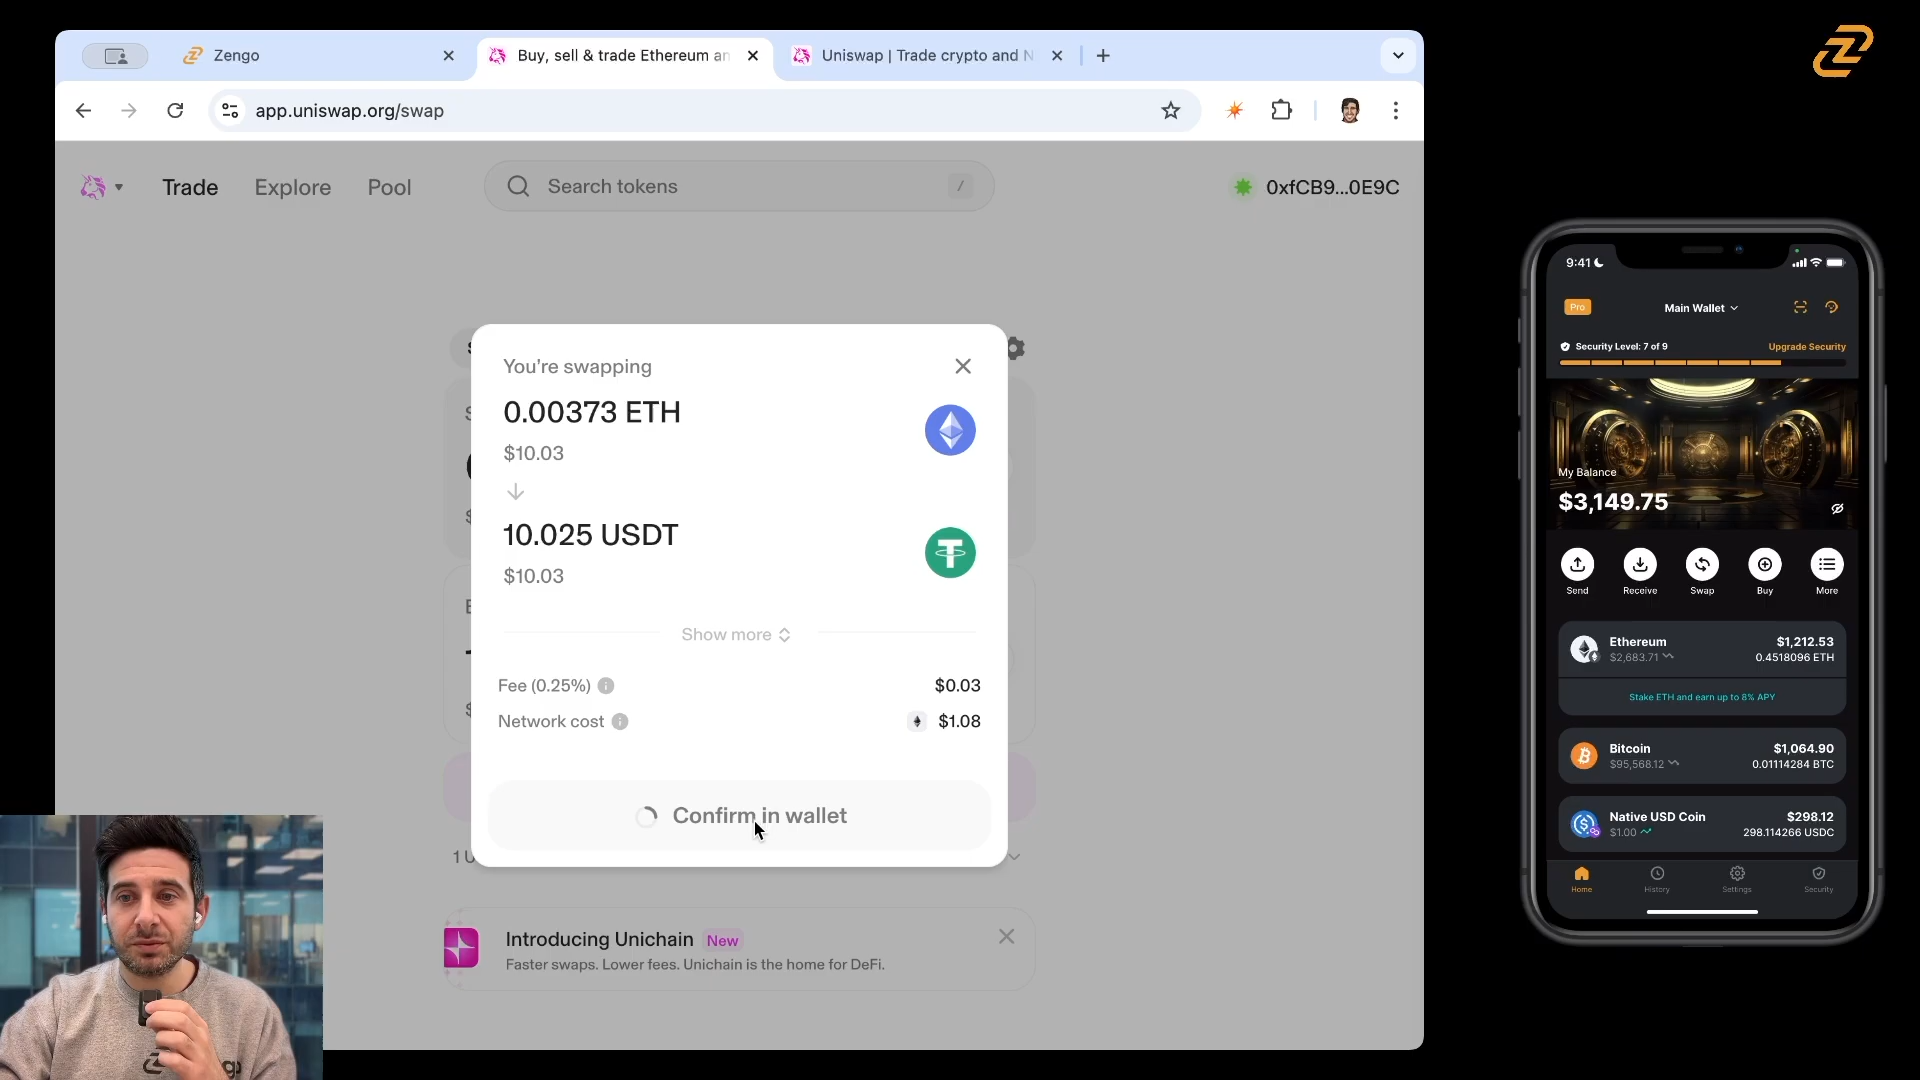 Zengo
Buy, sell & trade Ethereum an
Uniswap | Trade crypto and N
app.uniswap.org/swap
Trade
Explore
Pool
Search tokens
/
0xfCB9...0E9C
You're swapping
0.00373 ETH
$10.03
10.025 USDT
$10.03
Show more
Fee (0.25%)
$0.03
Network cost
$1.08
Confirm in wallet
1 U
Introducing Unichain New
Faster swaps. Lower fees. Unichain is the home for DeFi.
9:41
Pro
Main Wallet
Security Level: 7 of 9
Upgrade Security
My Balance
$3,149.75
Send
Receive
Swap
Buy
More
Ethereum
$1,212.53
$2,683.71
0.4518096 ETH
Stake ETH and earn up to 8% APY
Bitcoin
$1,064.90
$95,568.12
0.01114284 BTC
Native USD Coin
$298.12
$1.00
298.114266 USDC
Home
History
Settings
Security